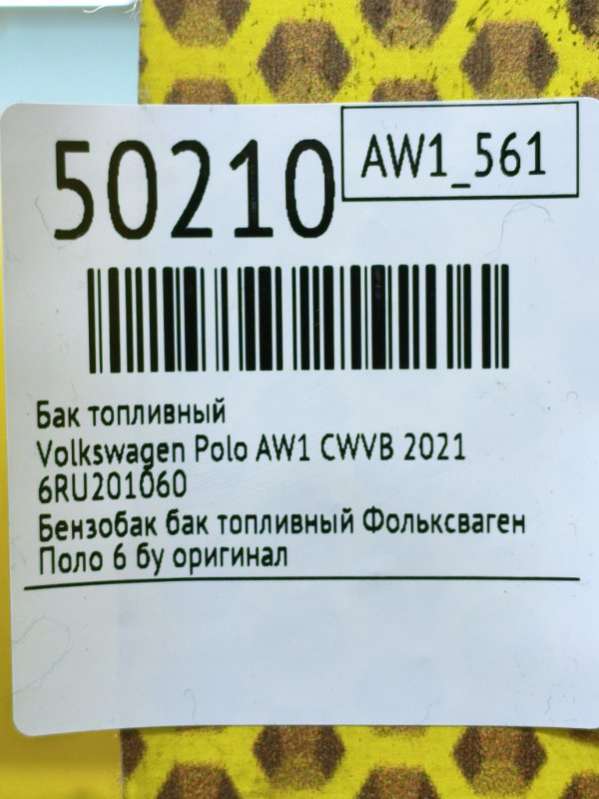 50210
AW1_561
Бак топливный
Volkswagen Polo AW1 CWVB 2021
6RU201060
Бензобак бак топливный Фольксваген
Поло 6 бу оригинал